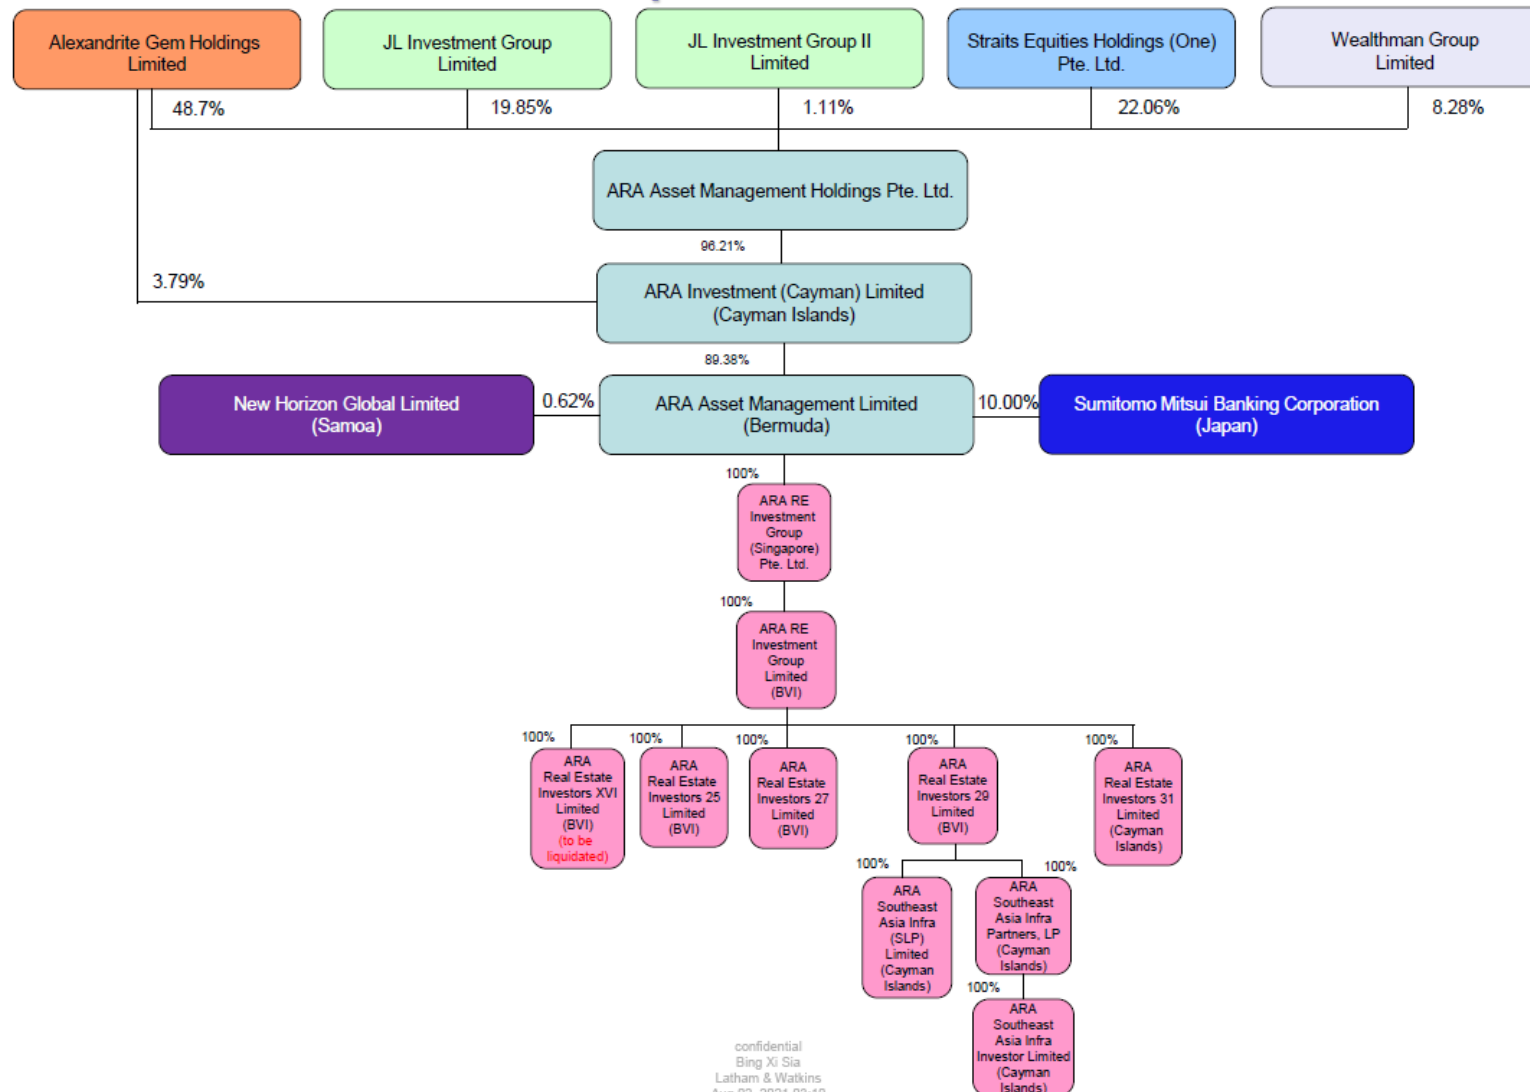 Alexandrite Gem Holdings
Limited
JL Investment Group
Limited
JL Investment Group II
Limited
Straits Equities Holdings (One)
Pte. Ltd.
Wealthman Group
Limited
48.7%
19.85%
1.11%
22.06%
8.28%
ARA Asset Management Holdings Pte. Ltd.
96.21%
3.79%
ARA Investment (Cayman) Limited
(Cayman Islands)
89.38%
New Horizon Global Limited
(Samoa)
0.62%
ARA Asset Management Limited
(Bermuda)
10.00%
Sumitomo Mitsui Banking Corporation
(Japan)
100%
ARA RE
Investment
Group
(Singapore)
Pte. Ltd.
100%
ARA RE
Investment
Group
Limited
(BVI)
100%
ARA
Real Estate
Investors XVI
Limited
(BVI)
(to be
liquidated)
100%
ARA
Real Estate
Investors 25
Limited
(BVI)
100%
ARA
Real Estate
Investors 27
Limited
(BVI)
100%
ARA
Real Estate
Investors 29
Limited
(BVI)
100%
ARA
Real Estate
Investors 31
Limited
(Cayman
Islands)
100%
ARA
Southeast
Asia Infra
(SLP)
Limited
(Cayman
Islands)
100%
ARA
Southeast
Asia Infra
Partners, LP
(Cayman
Islands)
100%
ARA
Southeast
Asia Infra
Investor Limited
(Cayman
Islands)
confidential
Bing Xi Sia
Latham & Watkins